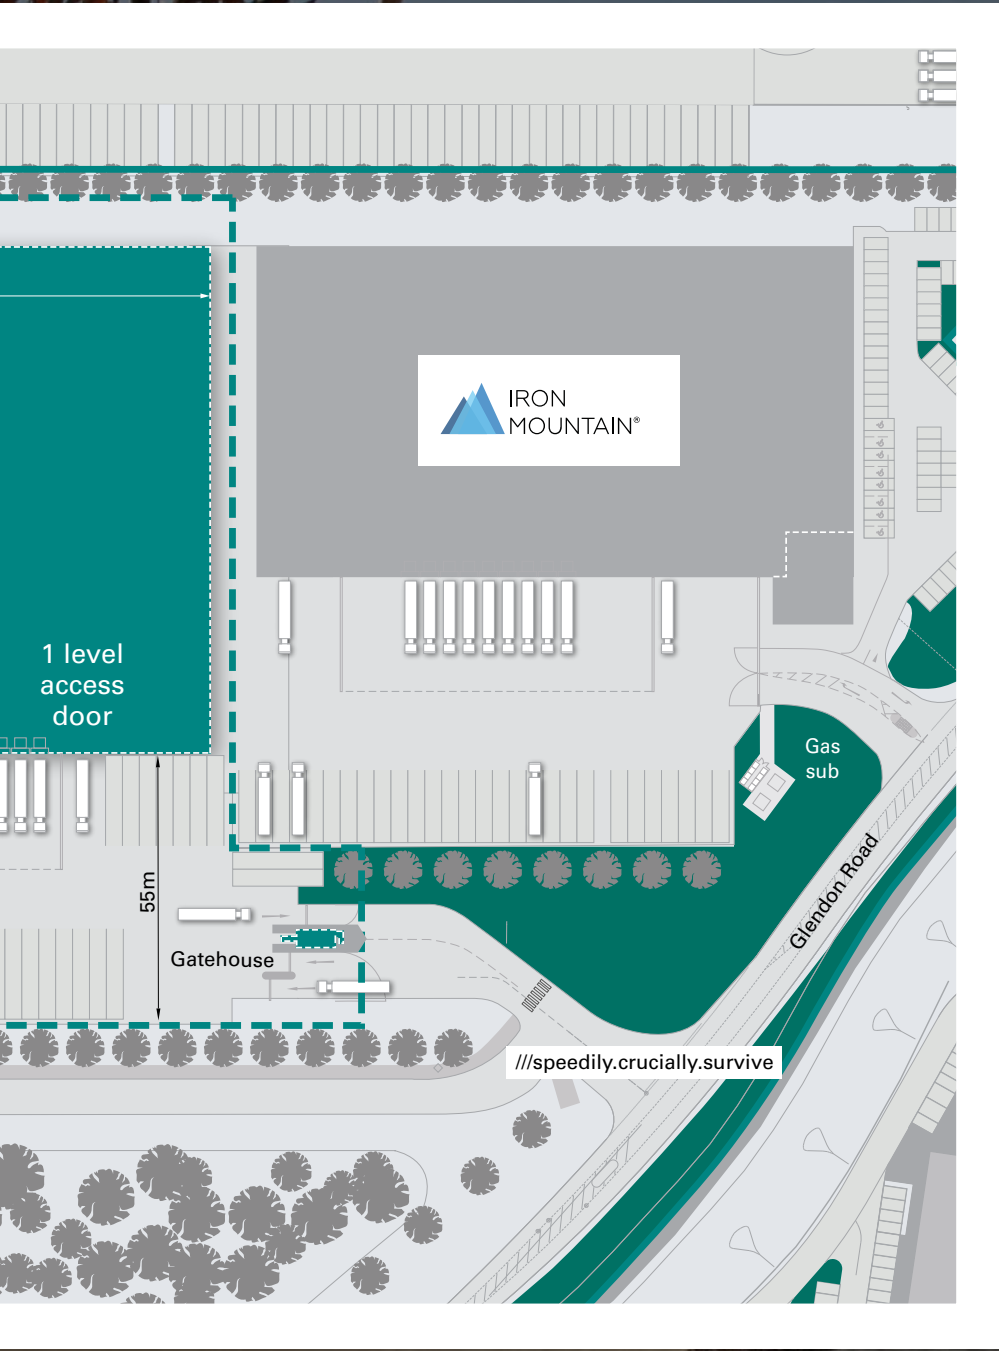 IRON
MOUNTAIN®
1 level
access
door
Gas
sub
Glendon Road
55m
Gatehouse
///speedily.crucially.survive